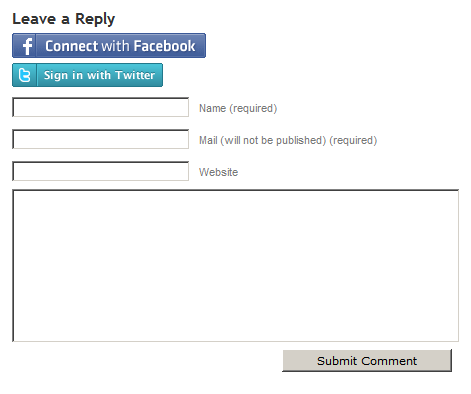 Leave a Reply
Connect with Facebook
Sign in with Twitter
Name (required)
Mail (will not be published) (required)
Website
Submit Comment